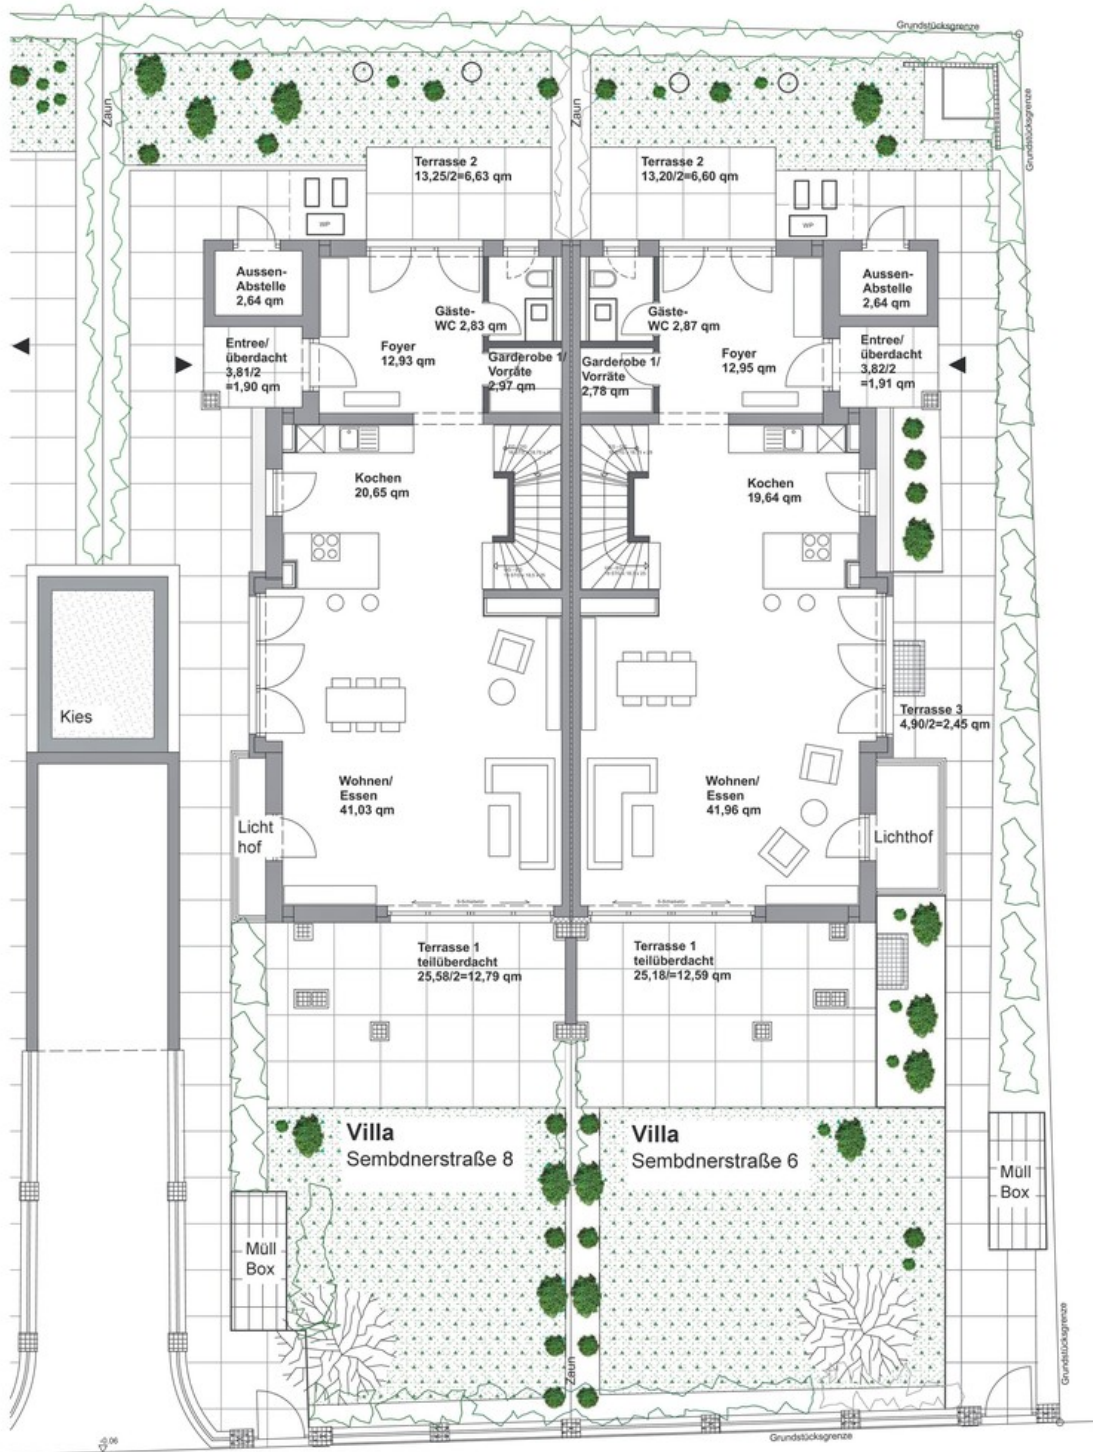 Grundstücksgrenze
Grundstücksgrenze
Zaun
Zaun
Terrasse 2
13,25/2=6,63 qm
Terrasse 2
13,20/2=6,60 qm
WP
WP
Aussen-
Abstelle
2,64 qm
Aussen-
Abstelle
2,64 qm
Gäste-
WC 2,83 qm
Gäste-
WC 2,87 qm
Entree/
überdacht
3,81/2
=1,90 qm
Foyer
12,93 qm
Garderobe 1/
Vorräte
2,97 qm
Garderobe 1/
Vorräte
2,78 qm
Foyer
12,95 qm
Entree/
überdacht
3,82/2
=1,91 qm
Kochen
20,65 qm
Kochen
19,64 qm
Kies
Terrasse 3
4,90/2=2,45 qm
Wohnen/
Essen
41,03 qm
Wohnen/
Essen
41,96 qm
Licht
hof
Lichthof
Terrasse 1
teilüberdacht
25,58/2=12,79 qm
Terrasse 1
teilüberdacht
25,18/=12,59 qm
Villa
Sembdnerstraße 8
Villa
Sembdnerstraße 6
Müll
Box
Müll
Box
Zaun
Grundstücksgrenze
Grundstücksgrenze
-0.06